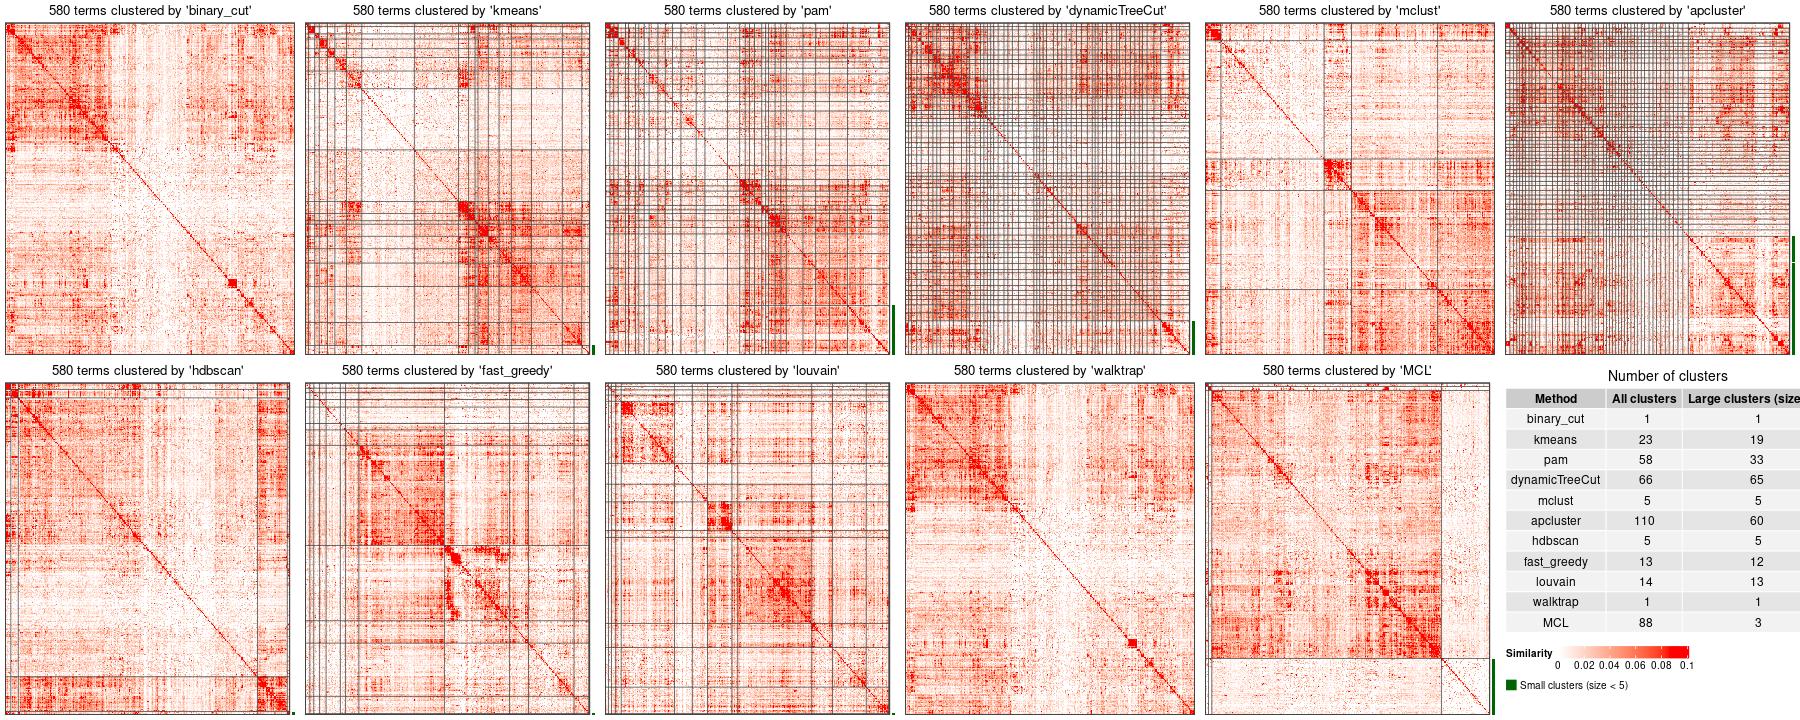 580 terms clustered by 'binary_cut'
580 terms clustered by 'kmeans'
580 terms clustered by 'pam'
580 terms clustered by 'dynamicTreeCut'
580 terms clustered by 'mclust'
580 terms clustered by 'apcluster'
580 terms clustered by 'hdbscan'
580 terms clustered by 'fast_greedy'
580 terms clustered by 'louvain'
580 terms clustered by 'walktrap'
580 terms clustered by 'MCL'
Number of clusters
Method All clusters Large clusters (size
binary_cut 1 1
kmeans 23 19
pam 58 33
dynamicTreeCut 66 65
mclust 5 5
apcluster 110 60
hdbscan 5 5
fast_greedy 13 12
louvain 14 13
walktrap 1 1
MCL 88 3
Similarity
0 0.02 0.04 0.06 0.08 0.1
Small clusters (size < 5)